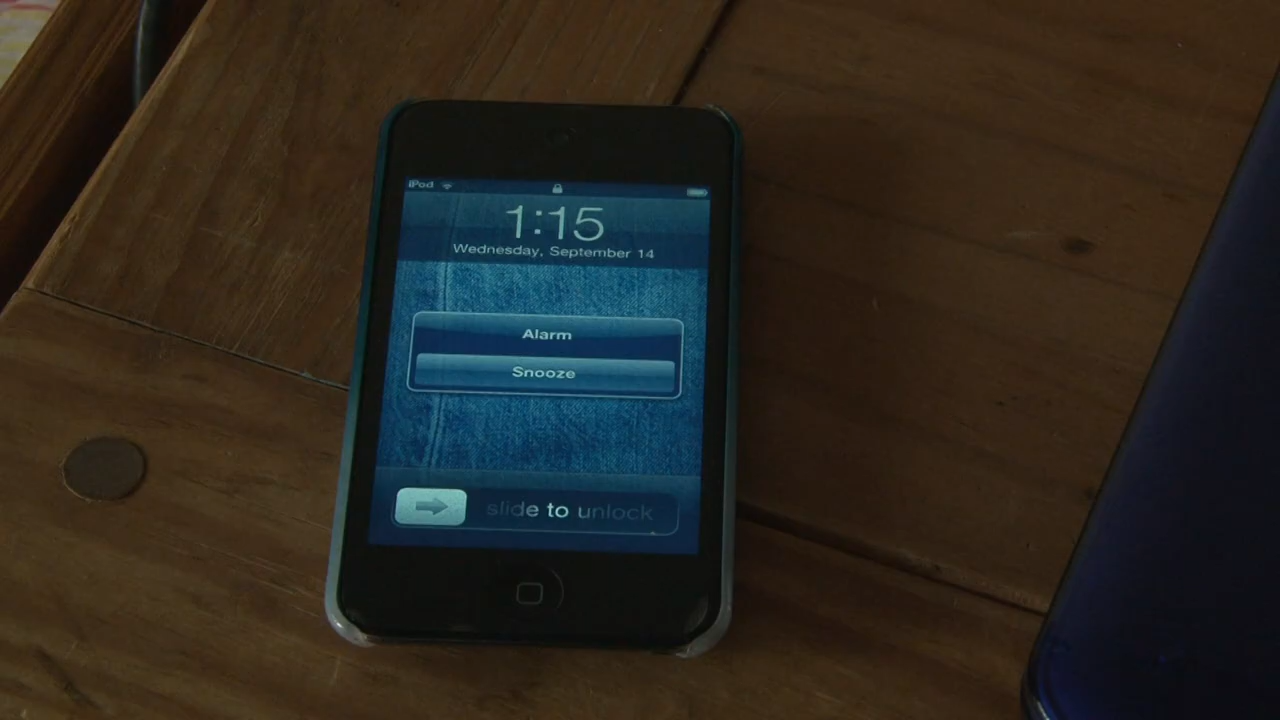 iPod
1:15
Wednesday, September 14
Alarm
Snooze
slide to unlock